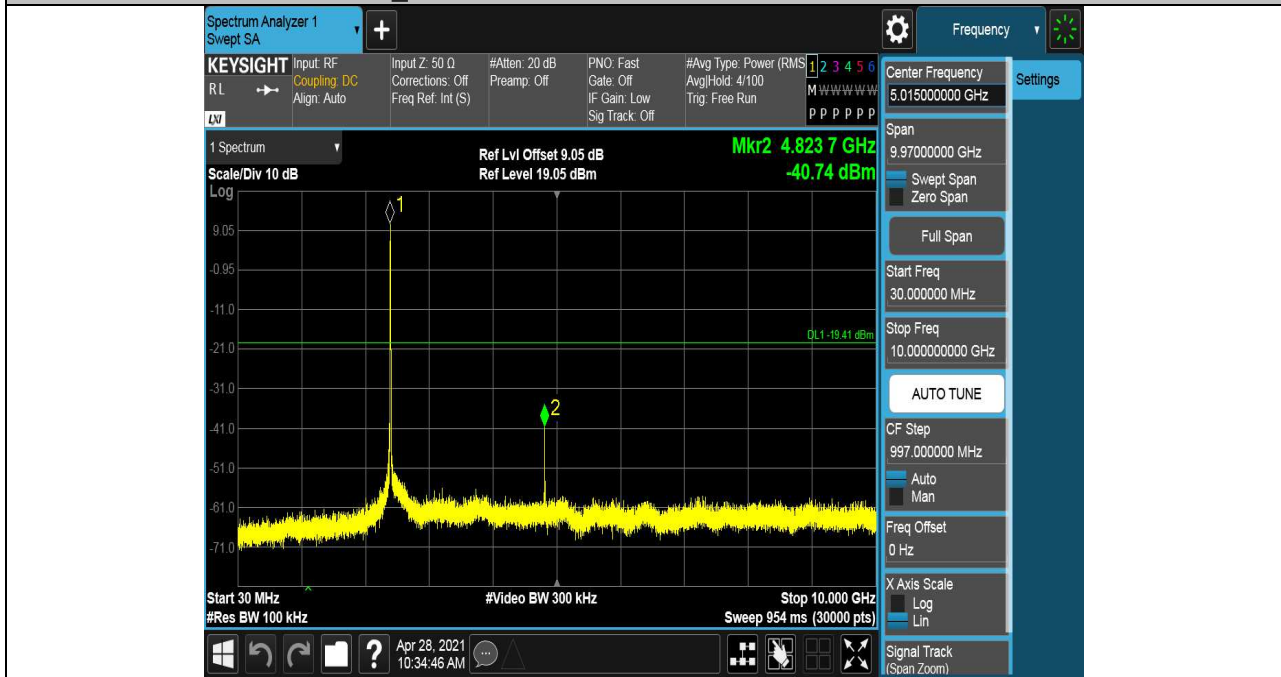 Spectrum Analyzer 1
Swept SA
+
Frequency
KEYSIGHT
RL
LXI
Input: RF
Coupling: DC
Align: Auto
Input Z: 50 Ω
Corrections: Off
Freq Ref: Int (S)
#Atten: 20 dB
Preamp: Off
PNO: Fast
Gate: Off
IF Gain: Low
Sig Track: Off
#Avg Type: Power (RMS
Avg|Hold: 4/100
Trig: Free Run
1 2 3 4 5 6
M W W W W W
P P P P P P
1 Spectrum
Scale/Div 10 dB
Ref Lvl Offset 9.05 dB
Ref Level 19.05 dBm
Mkr2 4.823 7 GHz
-40.74 dBm
Log
1
9.05
-0.95
-11.0
DL1 -19.41 dBm
-21.0
-31.0
2
-41.0
-51.0
-61.0
-71.0
Start 30 MHz
#Video BW 300 kHz
Stop 10.000 GHz
#Res BW 100 kHz
Sweep 954 ms (30000 pts)
?
Apr 28, 2021
10:34:46 AM
Center Frequency
5.015000000 GHz
Settings
Span
9.97000000 GHz
Swept Span
Zero Span
Full Span
Start Freq
30.000000 MHz
Stop Freq
10.000000000 GHz
AUTO TUNE
CF Step
997.000000 MHz
Auto
Man
Freq Offset
0 Hz
X Axis Scale
Log
Lin
Signal Track
(Span Zoom)